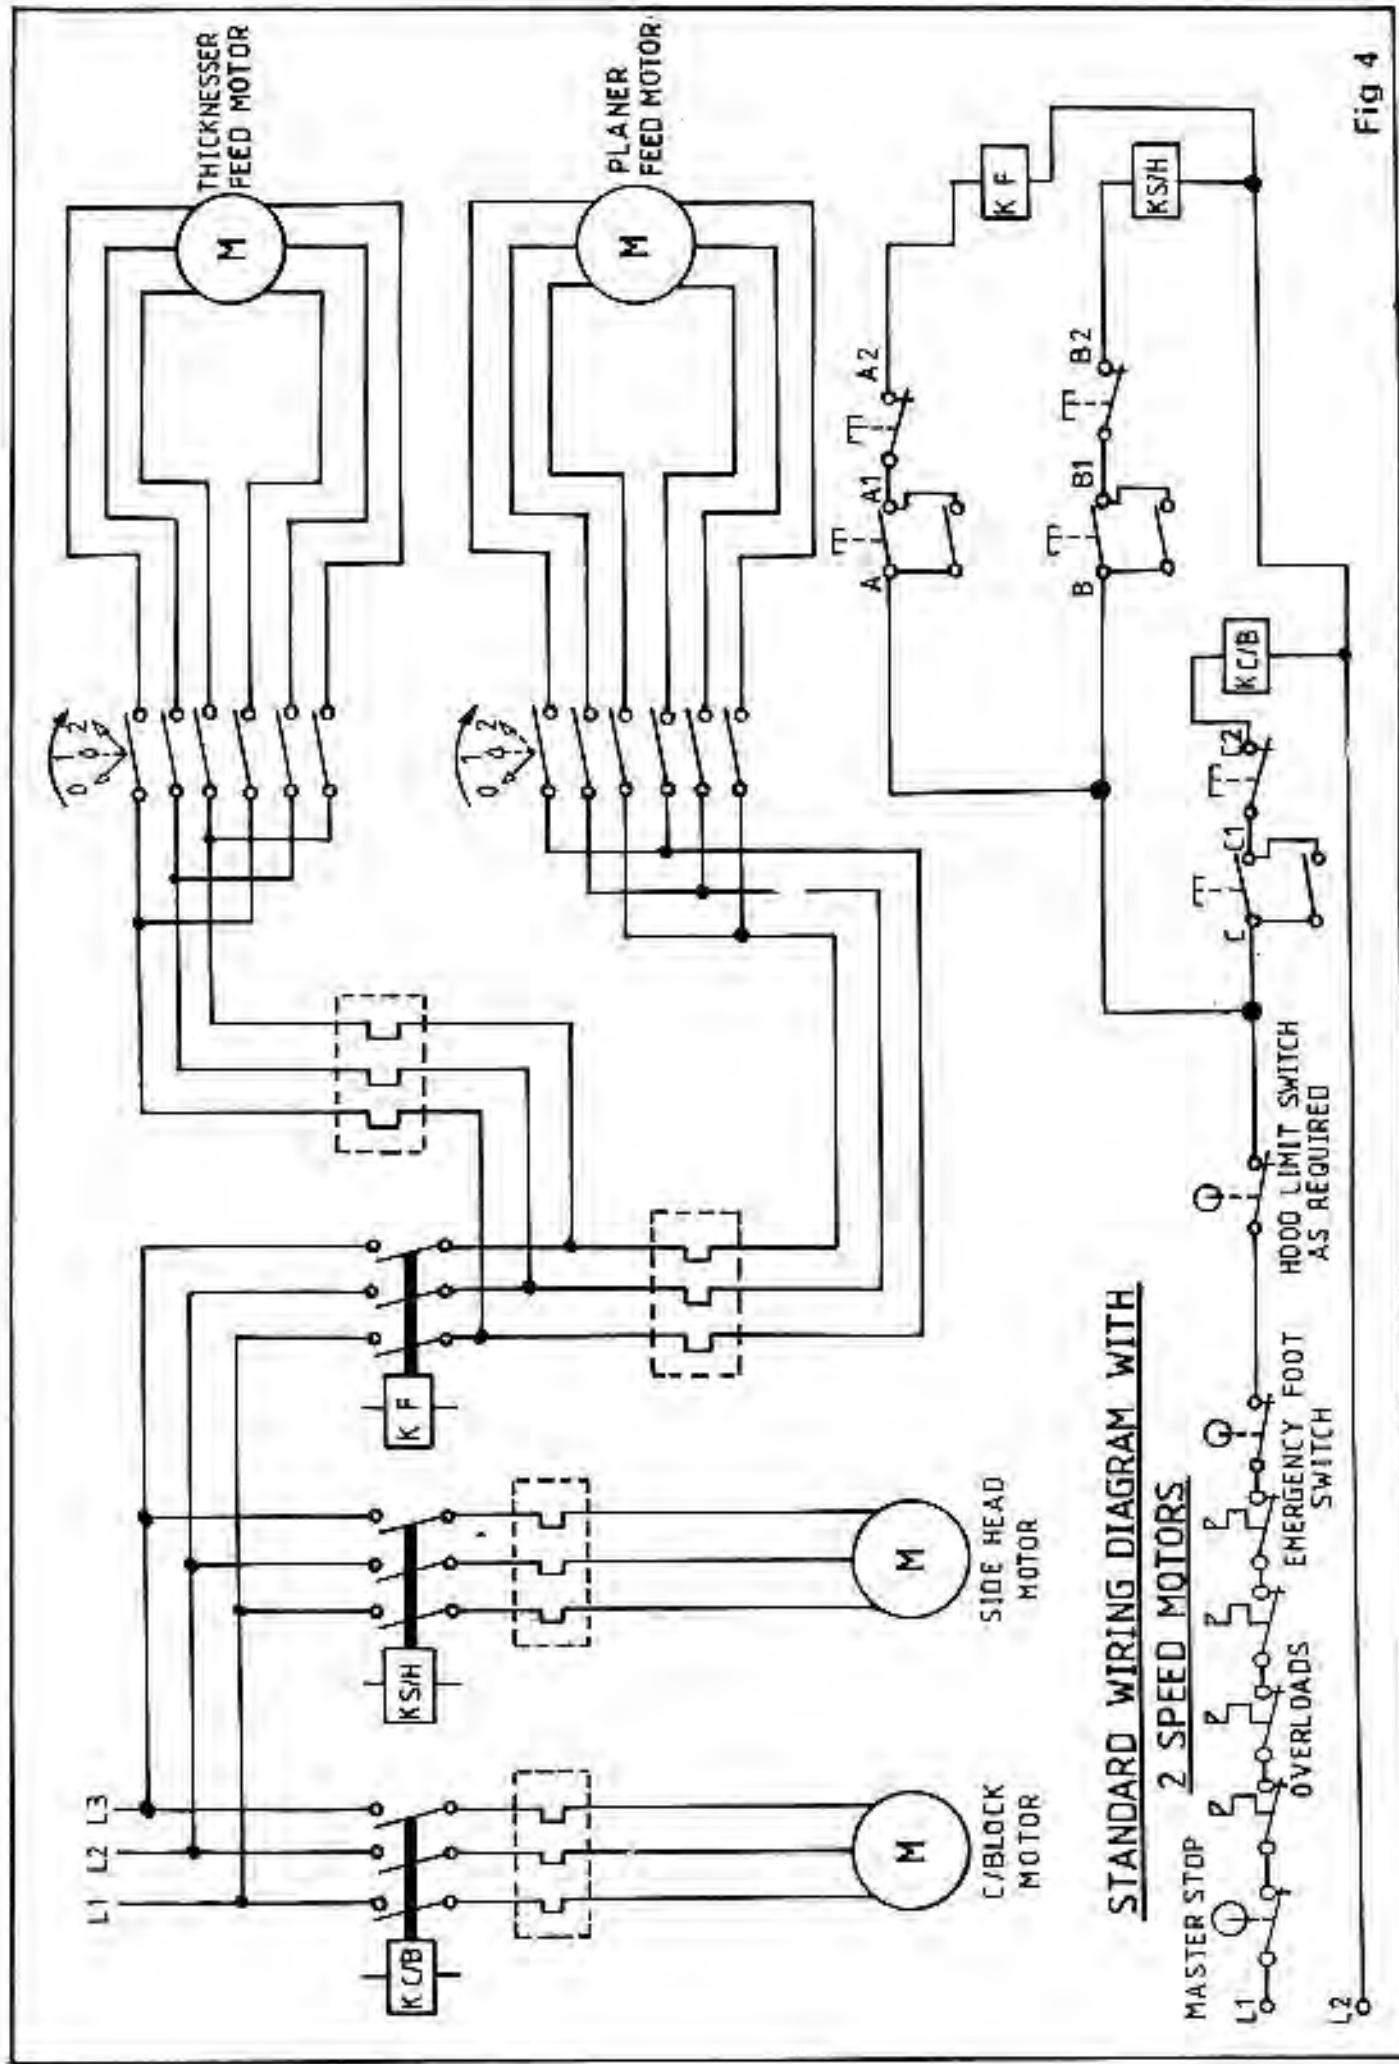 L1 L2 L3
K C/B
KS/H
K F
C/BLOCK
MOTOR
SIDE HEAD
MOTOR
0 1 2
THICKNESSER
FEED MOTOR
M
0 1 2
PLANER
FEED MOTOR
M
M
M
STANDARD WIRING DIAGRAM WITH
2 SPEED MOTORS
MASTER STOP
L1
L2
OVERLOADS
EMERGENCY FOOT
SWITCH
HOOD LIMIT SWITCH
AS REQUIRED
C C1 C2
K C/B
A A1 A2
K F
B B1 B2
KS/H
Fig 4